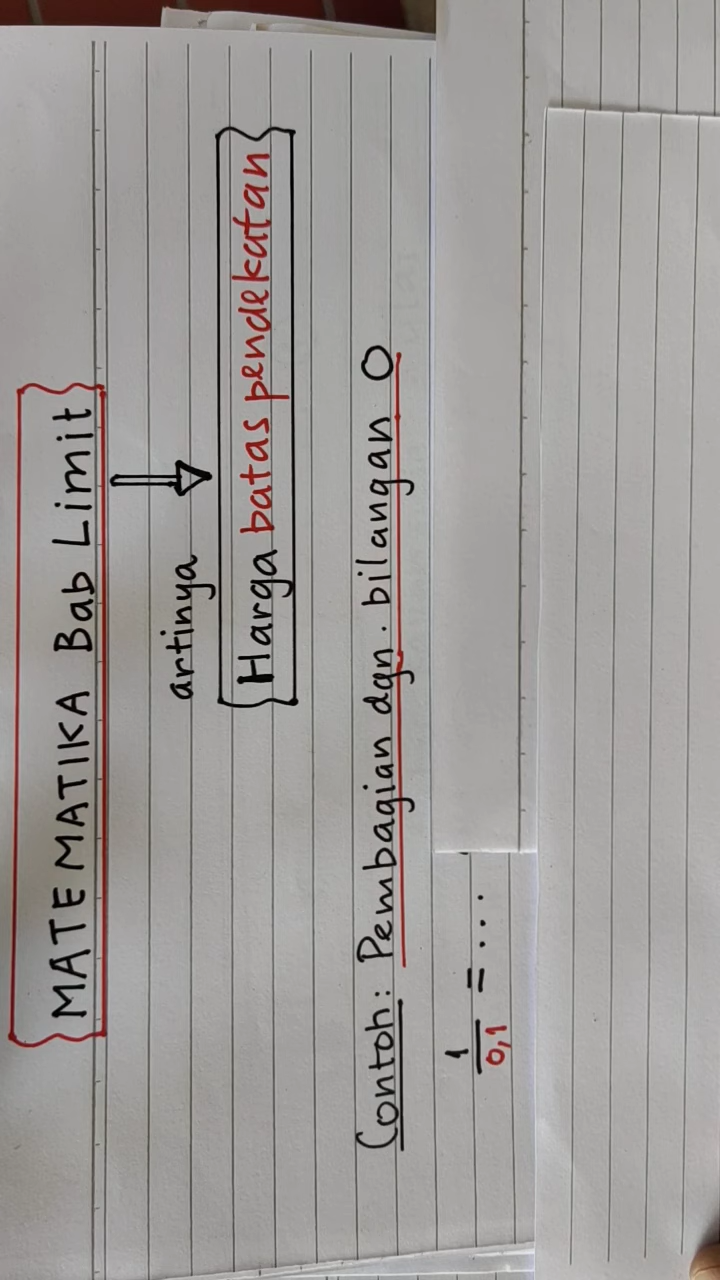 MATEMATIKA Bab Limit
artinya
Harga batas pendekatan
Contoh: Pembagian dgn. bilangan 0
1
0,1 = ...